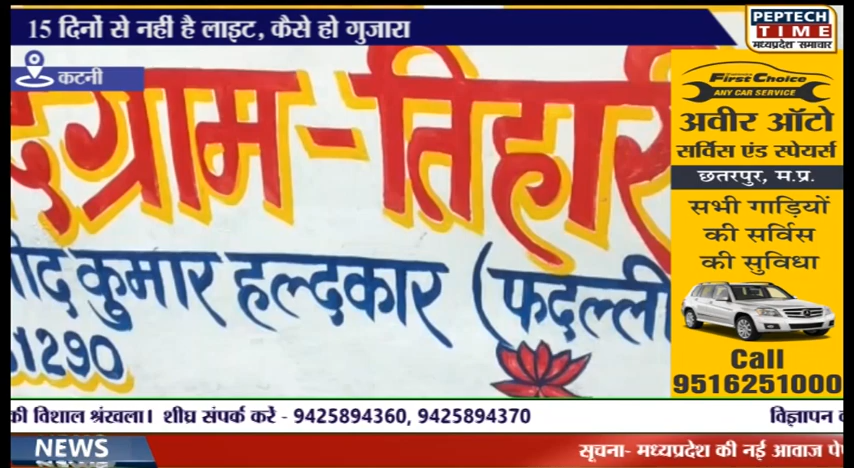 15 दिनों से नहीं है लाइट, कैसे हो गुजारा
PEPTECH
TIME
मध्यप्रदेश समाचार
कटनी
ग्राम-तिहारी
कुमार हल्दकार (फदल्ली
1290
First Choice
ANY CAR SERVICE
अवीर ऑटो
सर्विस एंड स्पेयर्स
छतरपुर, म.प्र.
सभी गाड़ियों
की सर्विस
की सुविधा
Call
9516251000
की विशाल श्रंखला। शीघ्र संपर्क करें - 9425894360, 9425894370
विज्ञापन
NEWS
सूचना- मध्यप्रदेश की नई आवाज पे